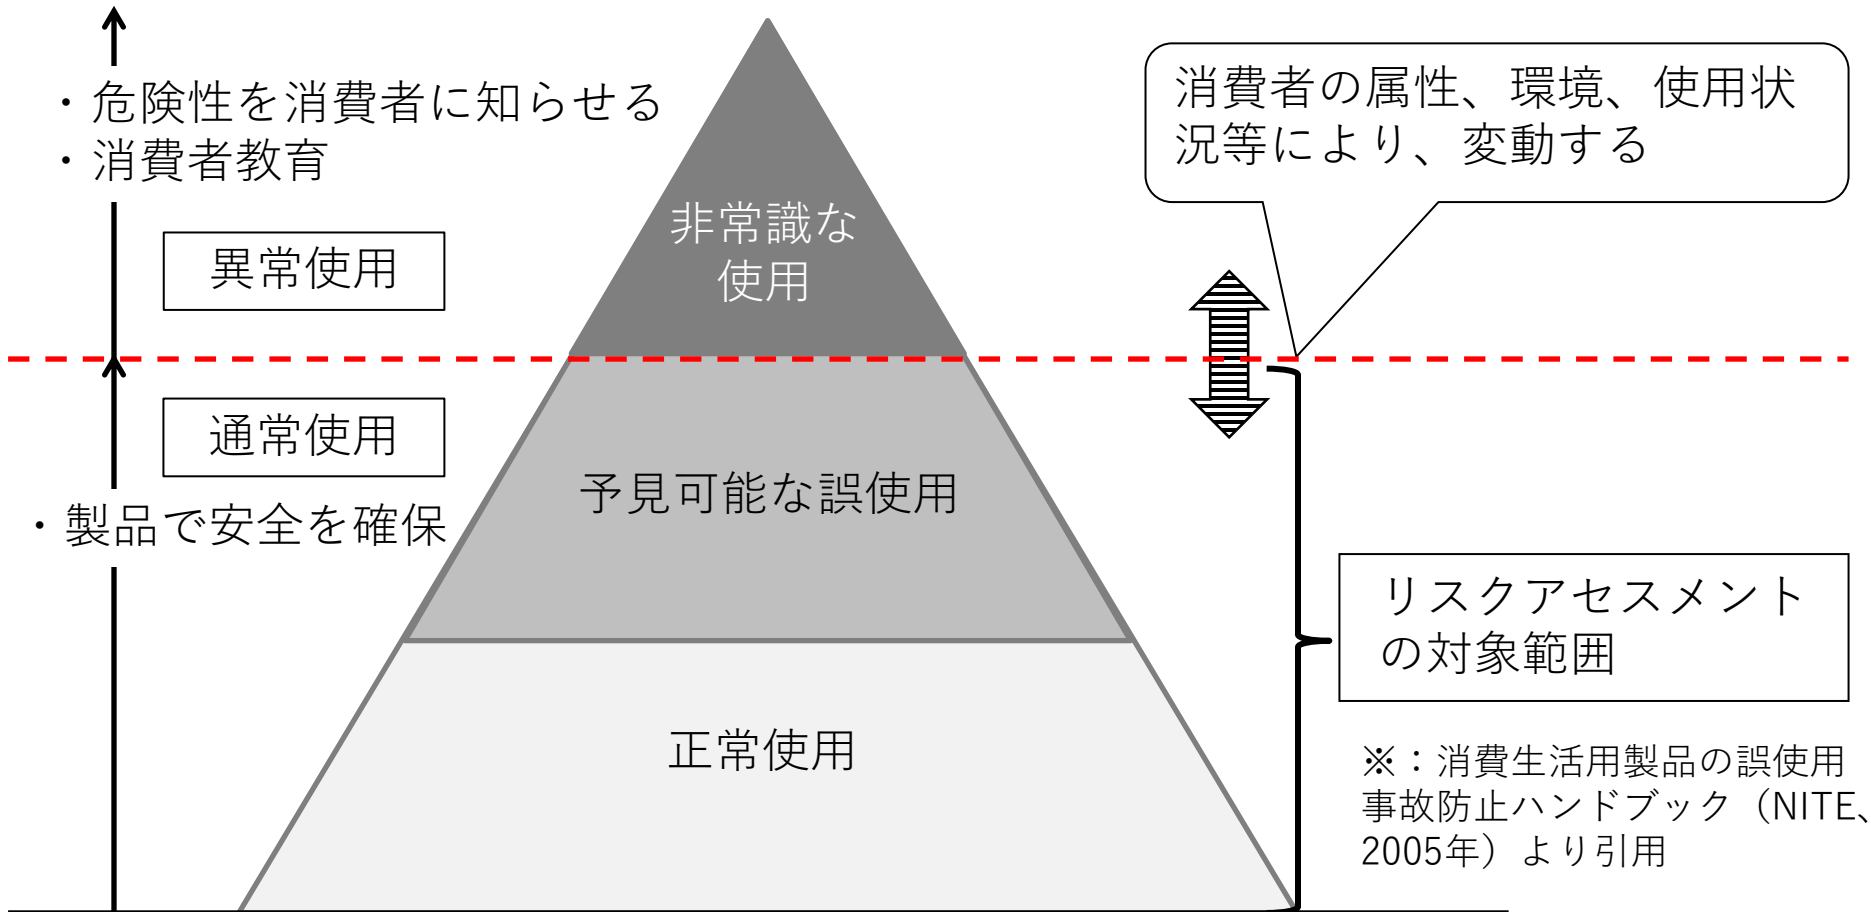 ・危険性を消費者に知らせる
・消費者教育
消費者の属性、環境、使用状
況等により、変動する
非常識な
使用
異常使用
通常使用
予見可能な誤使用
・製品で安全を確保
リスクアセスメント
の対象範囲
正常使用
※：消費生活用製品の誤使用
事故防止ハンドブック（NITE、
2005年）より引用